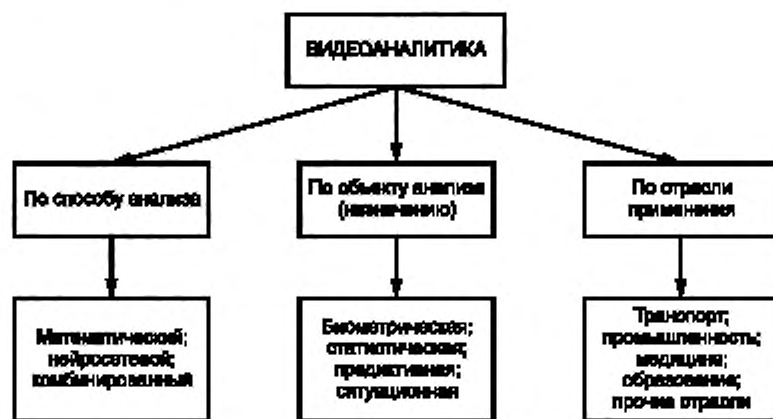 ВИДЕОАНАЛИТИКА
По способу анализа
По объекту анализа
(назначению)
По отрасли
применения
Математический;
нейросетевой;
комбинированный
Биометрическая;
статистическая;
предиктивная;
ситуационная
Транспорт;
промышленность;
медицина;
образование;
прочие отрасли